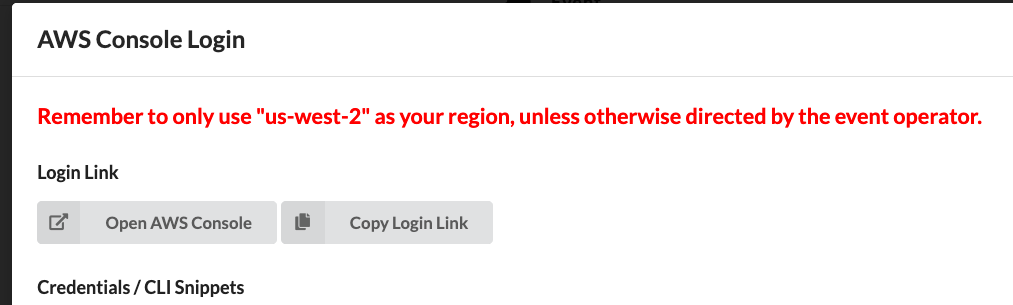 AWS Console Login
Remember to only use "us-west-2" as your region, unless otherwise directed by the event operator.
Login Link
Open AWS Console
Copy Login Link
Credentials / CLI Snippets